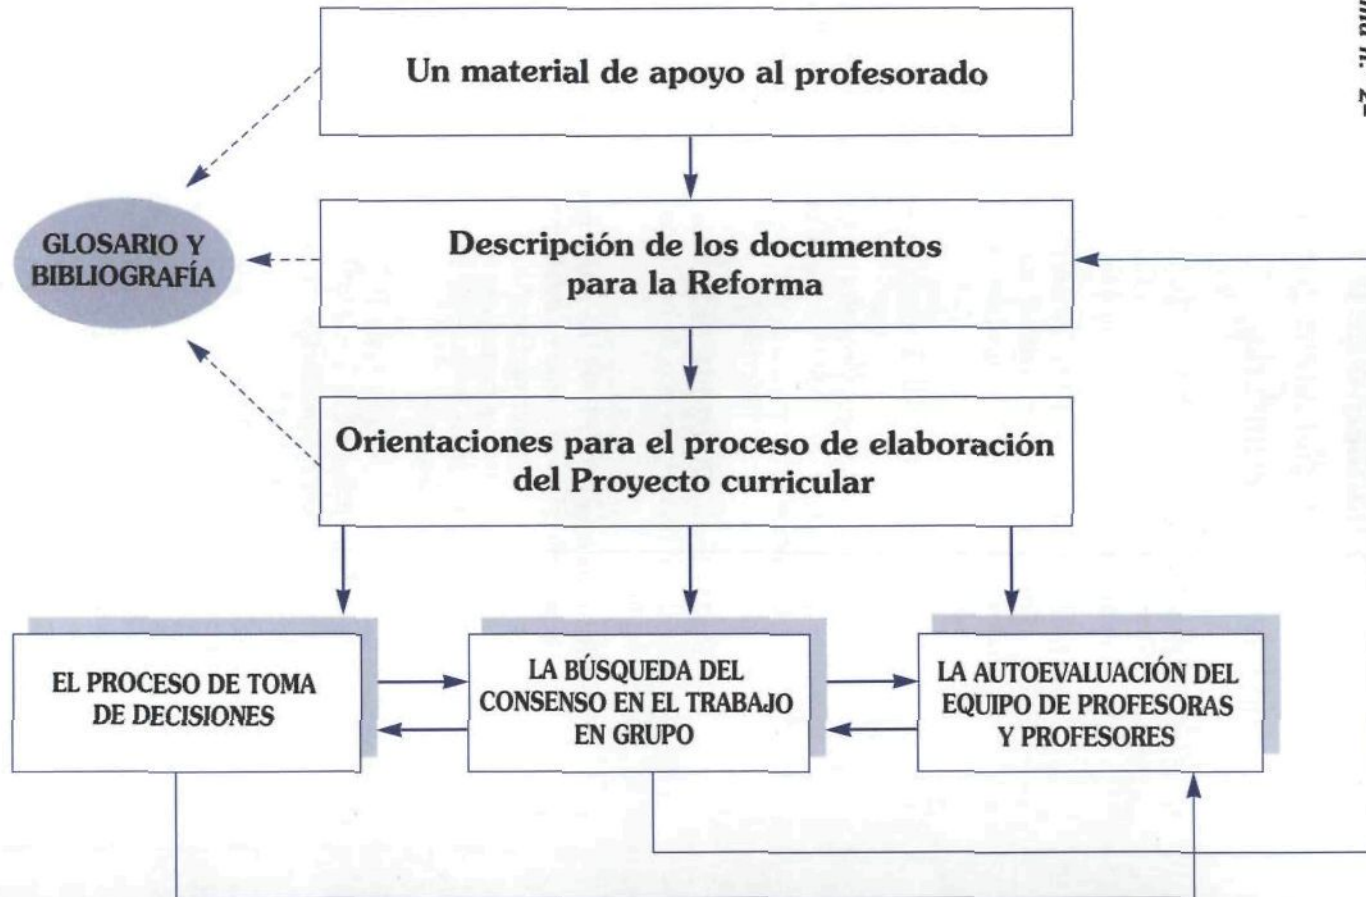 Un material de apoyo al profesorado
GLOSARIO Y
BIBLIOGRAFÍA
Descripción de los documentos
para la Reforma
Orientaciones para el proceso de elaboración
del Proyecto curricular
EL PROCESO DE TOMA
DE DECISIONES
LA BÚSQUEDA DEL
CONSENSO EN EL TRABAJO
EN GRUPO
LA AUTOEVALUACIÓN DEL
EQUIPO DE PROFESORAS
Y PROFESORES